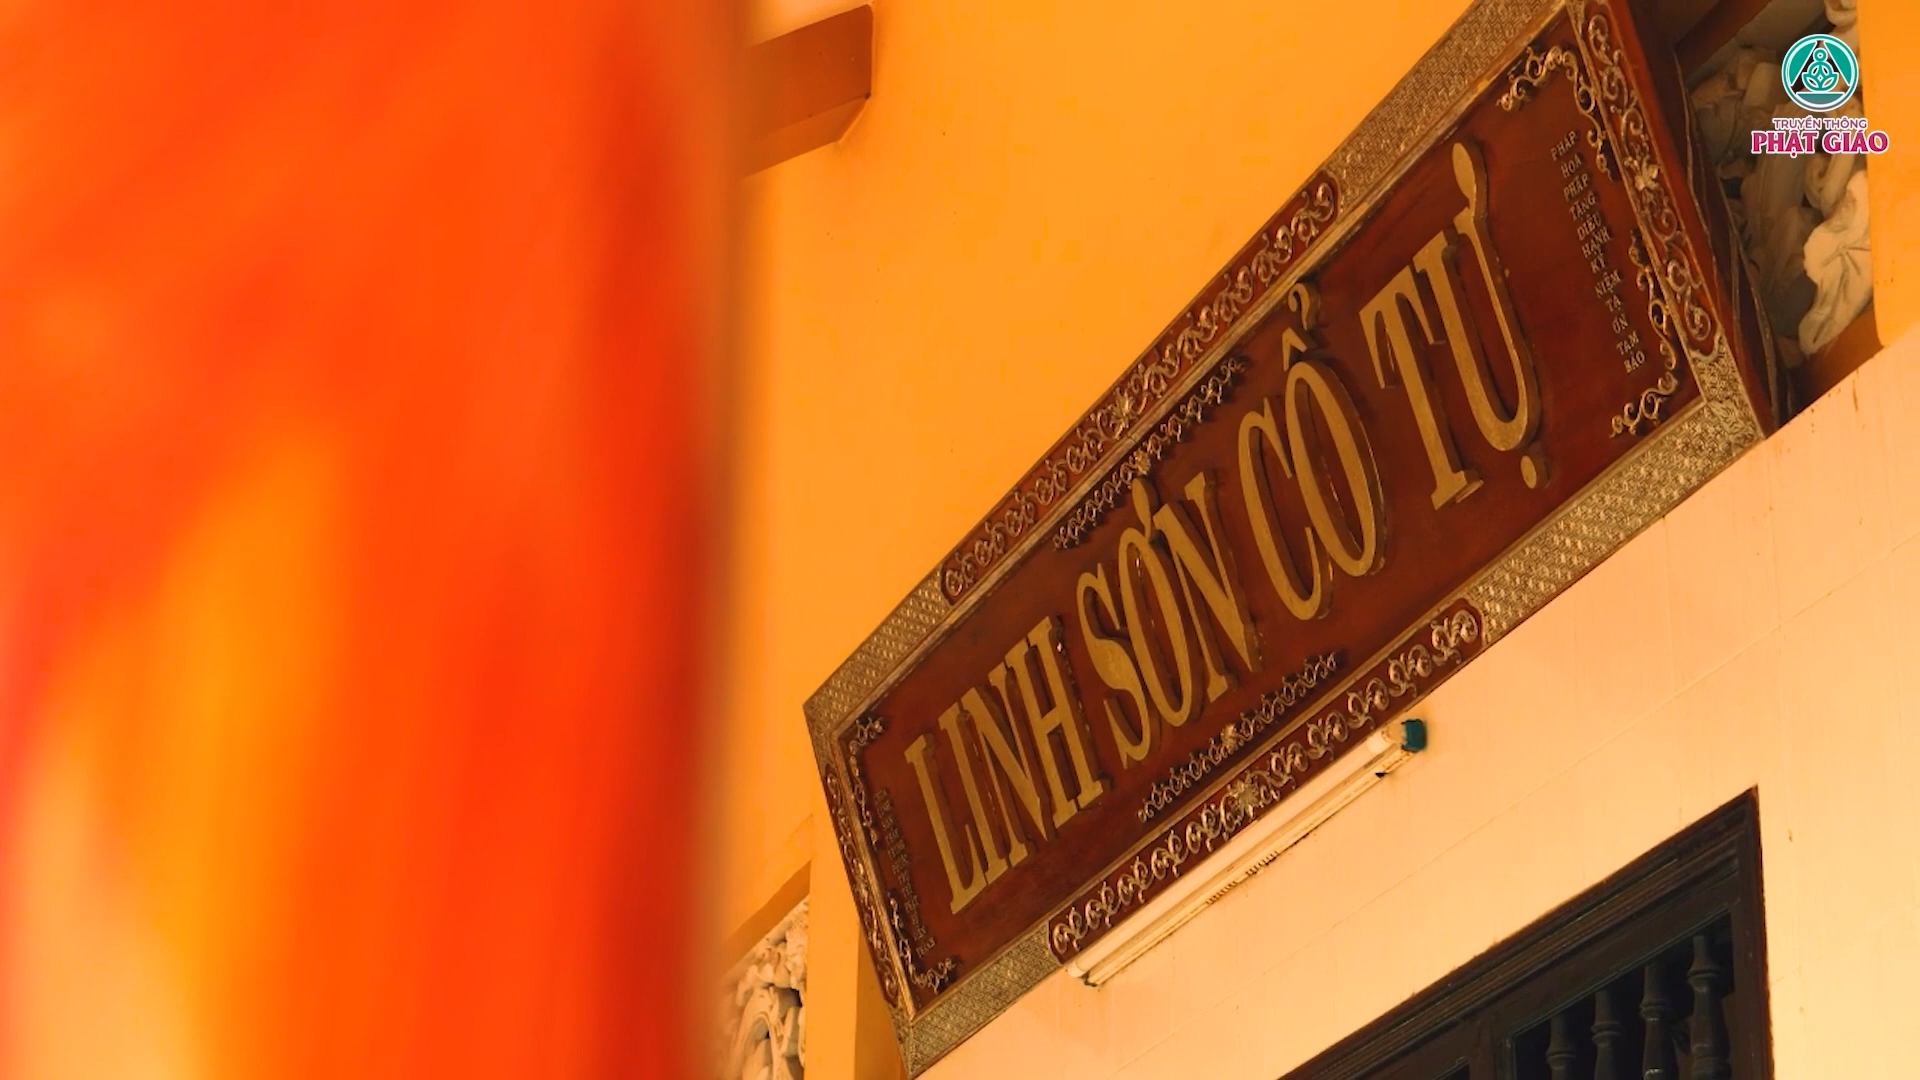 TRUYỀN THÔNG
PHẬT GIÁO
LINH SƠN CỔ TỰ
PHÁP
HOA
PHÁP
TẠNG
DIỆU
HẠNH
KỶ
NIỆM
TẠ
ƠN
TAM
BẢO